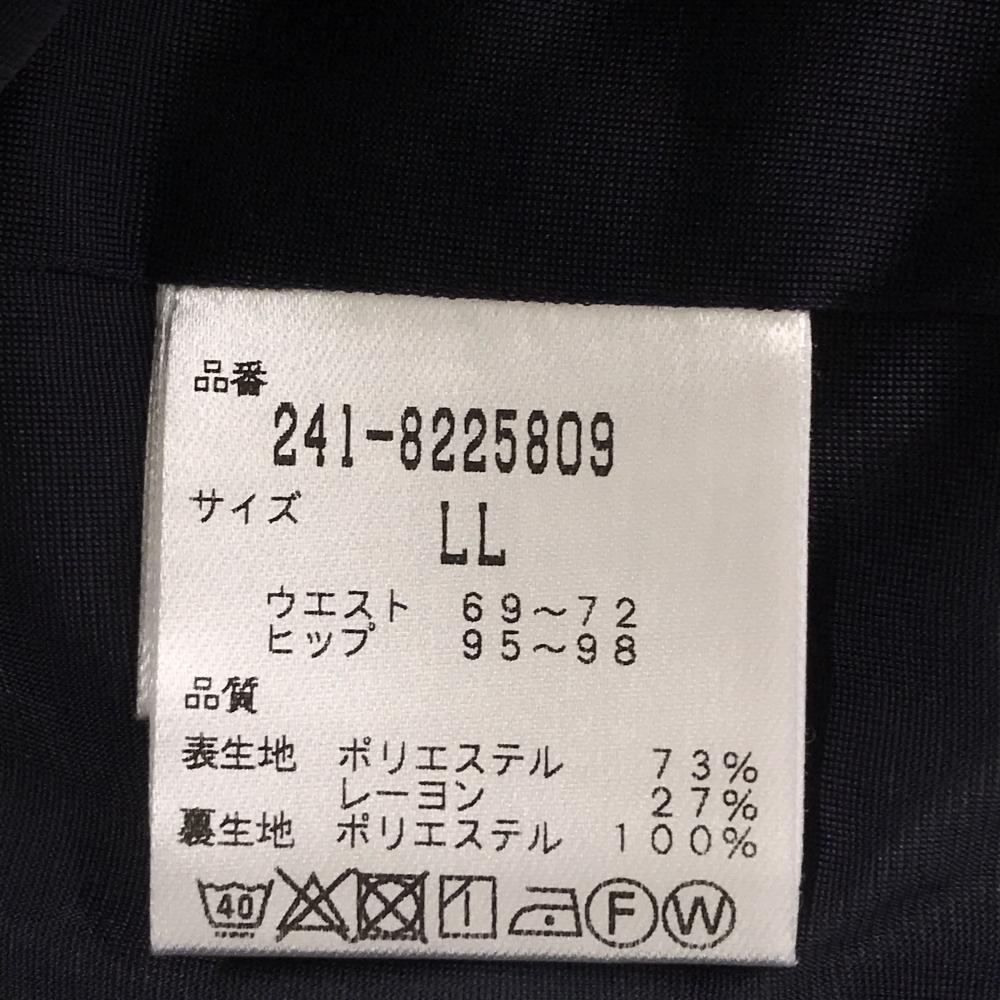 品番
241-8225809
サイズ
LL
ウエスト 69～72
ヒップ 95～98
品質
表生地 ポリエステル 73%
レーヨン 27%
裏生地 ポリエステル 100%
40 F W